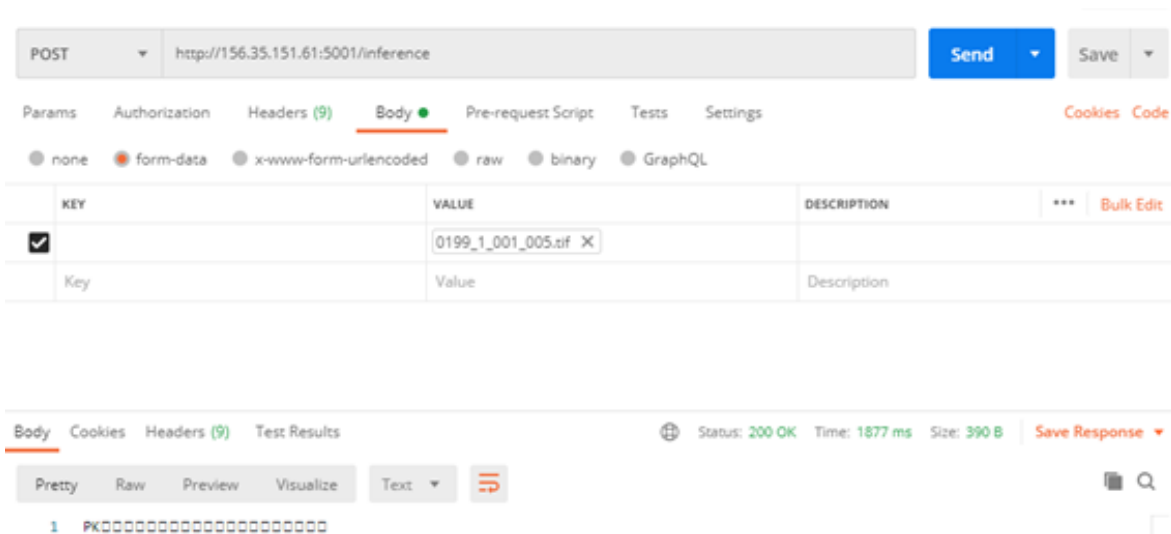 POST http://156.35.151.61:5001/inference Send Save
Params Authorization Headers (9) Body Pre-request Script Tests Settings Cookies Code
none form-data x-www-form-urlencoded raw binary GraphQL
KEY VALUE DESCRIPTION ••• Bulk Edit
0199_1_001_005.tif
Key Value Description
Body Cookies Headers (9) Test Results Status: 200 OK Time: 1877 ms Size: 390 B Save Response
Pretty Raw Preview Visualize Text
1 PK□□□□□□□□□□□□□□□□□□□□